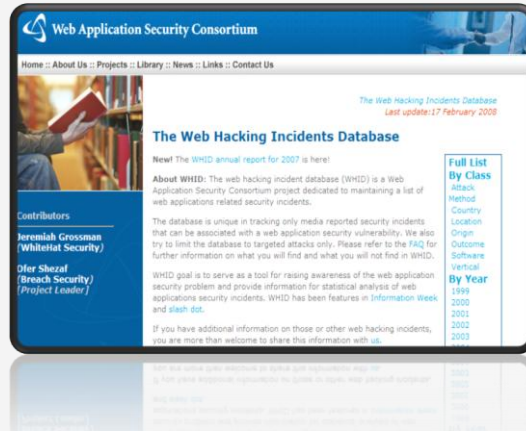 Web Application Security Consortium
Home :: About Us :: Projects :: Library :: News :: Links :: Contact Us
The Web Hacking Incidents Database
Last update:17 February 2008
The Web Hacking Incidents Database
New! The WHID annual report for 2007 is here!
About WHID: The web hacking incident database (WHID) is a Web
Application Security Consortium project dedicated to maintaining a list of
web applications related security incidents.
The database is unique in tracking only media reported security incidents
that can be associated with a web application security vulnerability. We also
try to limit the database to targeted attacks only. Please refer to the FAQ for
further information on what you will find and what you will not find in WHID.
WHID goal is to serve as a tool for raising awareness of the web application
security problem and provide information for statistical analysis of web
applications security incidents. WHID has been features in Information Week
and slash dot.
If you have additional information on those or other web hacking incidents,
you are more than welcome to share this information with us.
Contributors
Jeremiah Grossman
(WhiteHat Security)
Ofer Shezaf
(Breach Security)
[Project Leader]
Full List
By Class
Attack
Method
Country
Location
Origin
Outcome
Software
Vertical
By Year
1999
2000
2001
2002
2003